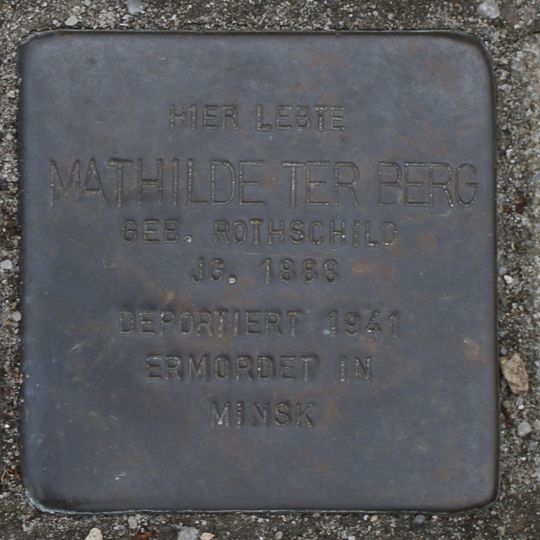 HIER LEBTE
MATHILDE TER BERG
GEB. ROTHSCHILD
JG. 1888
DEPORTIERT 1941
ERMORDET IN
MINSK